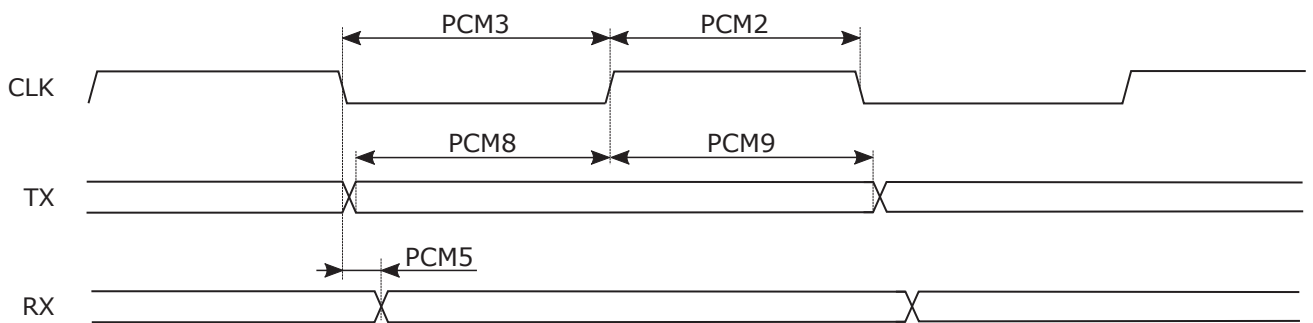 PCM3 PCM2
CLK
PCM8 PCM9
TX
PCM5
RX